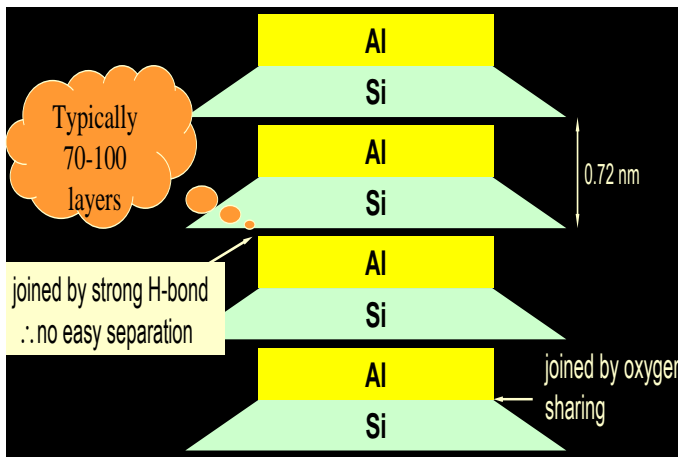 Al
Si
Typically
70-100
layers
Al
Si
0.72 nm
joined by strong H-bond
∴no easy separation
Al
Si
Al
Si
joined by oxygen
sharing